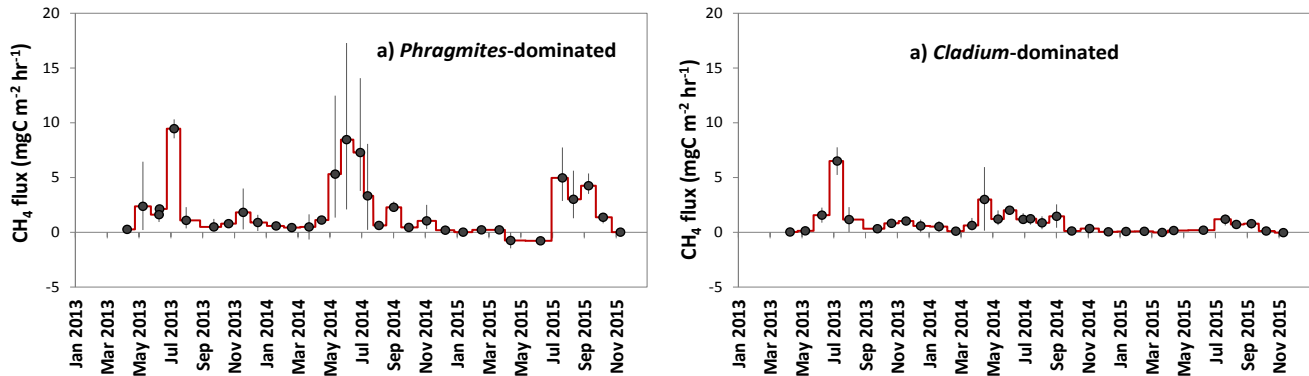 20
15
10
5
0
-5
CH4 flux (mgC m-2 hr-1)
a) Phragmites-dominated
Jan 2013
Mar 2013
May 2013
Jul 2013
Sep 2013
Nov 2013
Jan 2014
Mar 2014
May 2014
Jul 2014
Sep 2014
Nov 2014
Jan 2015
Mar 2015
May 2015
Jul 2015
Sep 2015
Nov 2015
20
15
10
5
0
-5
CH4 flux (mgC m-2 hr-1)
a) Cladium-dominated
Jan 2013
Mar 2013
May 2013
Jul 2013
Sep 2013
Nov 2013
Jan 2014
Mar 2014
May 2014
Jul 2014
Sep 2014
Nov 2014
Jan 2015
Mar 2015
May 2015
Jul 2015
Sep 2015
Nov 2015